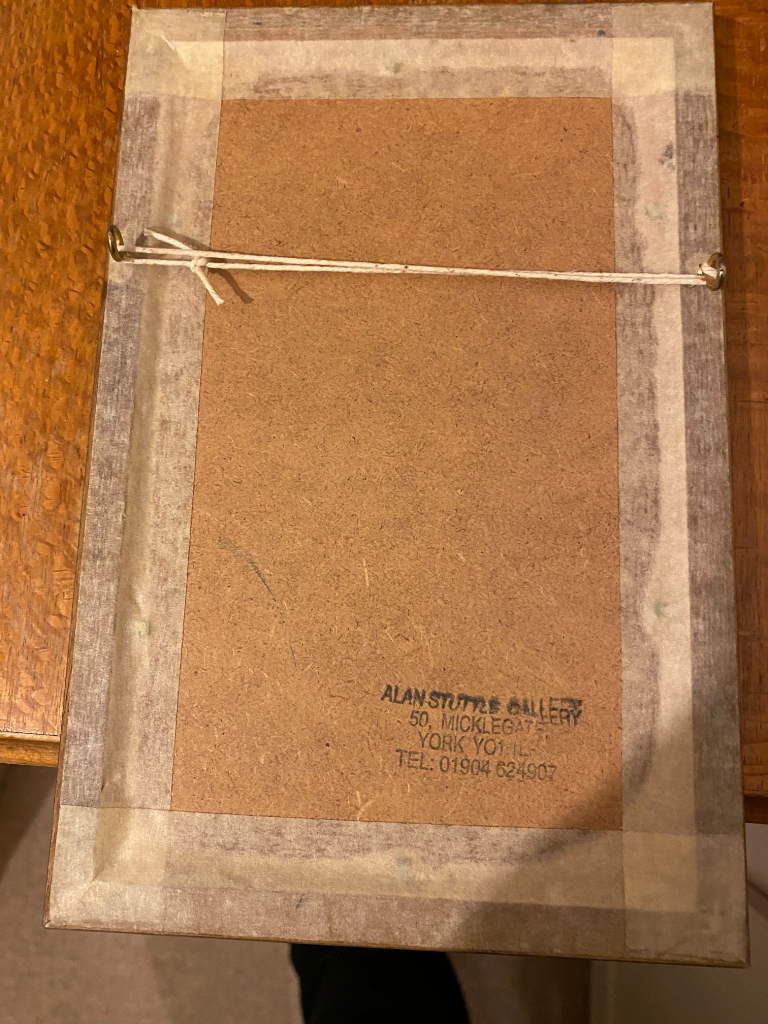 ALAN STUTTLE GALLERY
50, MICKLEGATE
YORK YO1
TEL: 01904 624907